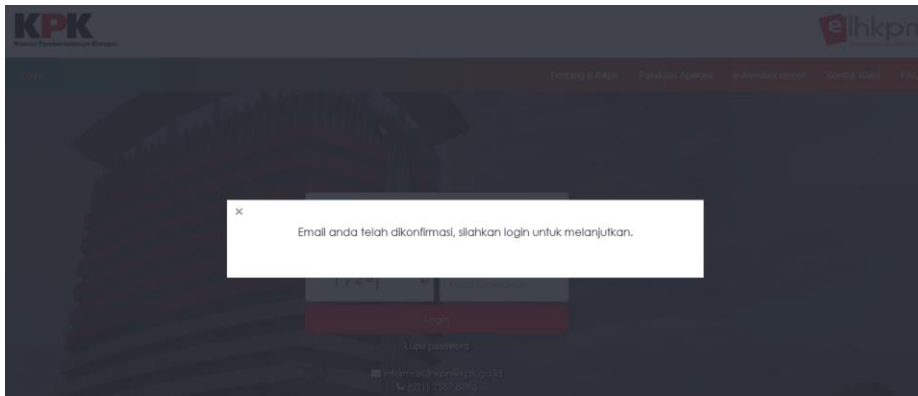 KPK
Komisi Pemberantasan Korupsi
elhkpn
Tentang e-lhkpn Panduan Aplikasi e-Announcement Kontak Kami FAQ
×
Email anda telah dikonfirmasi, silahkan login untuk melanjutkan.
Login
Lupa password